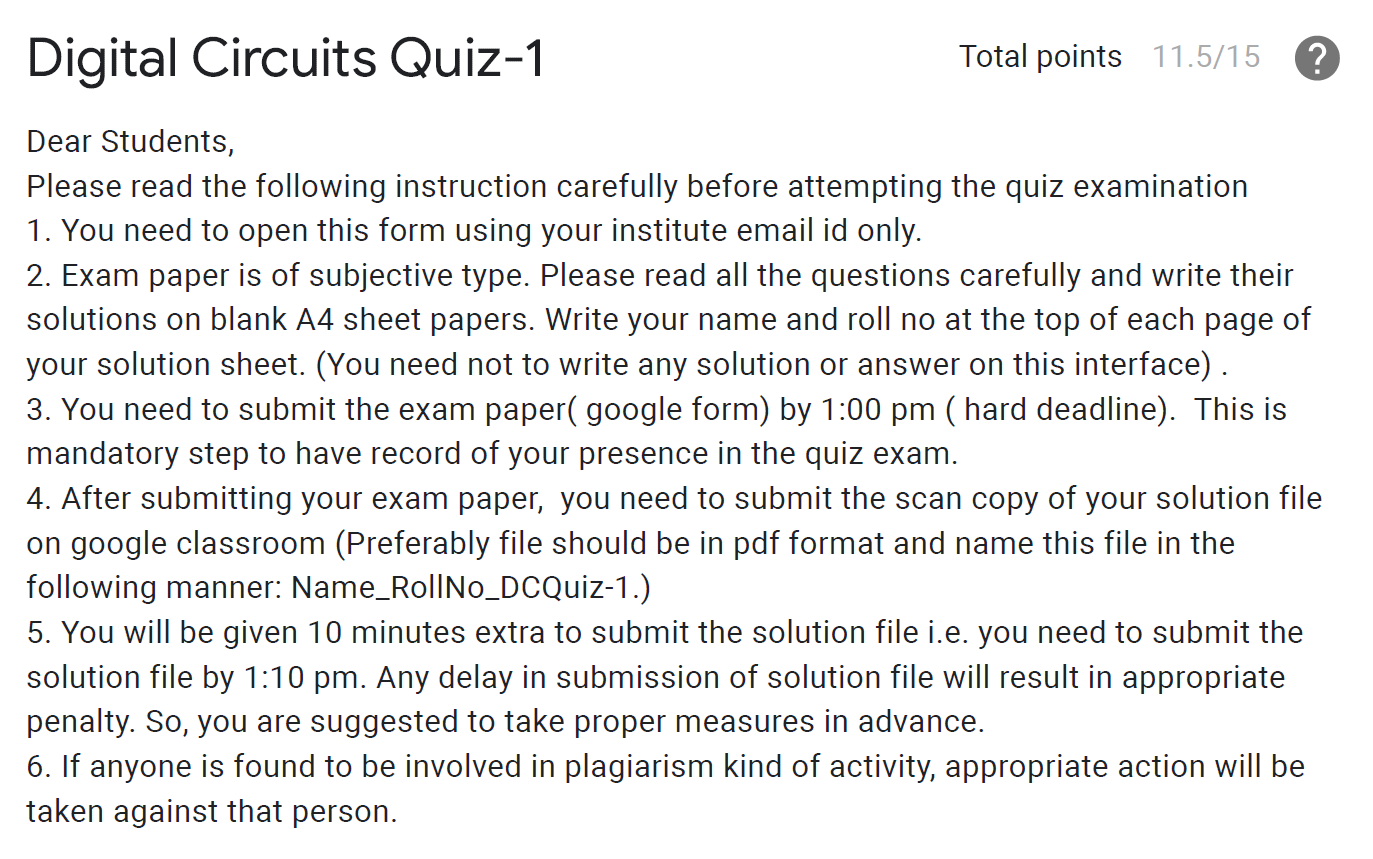 Digital Circuits Quiz-1
Total points 11.5/15
?
Dear Students,
Please read the following instruction carefully before attempting the quiz examination
1. You need to open this form using your institute email id only.
2. Exam paper is of subjective type. Please read all the questions carefully and write their
solutions on blank A4 sheet papers. Write your name and roll no at the top of each page of
your solution sheet. (You need not to write any solution or answer on this interface) .
3. You need to submit the exam paper( google form) by 1:00 pm ( hard deadline).  This is
mandatory step to have record of your presence in the quiz exam.
4. After submitting your exam paper,  you need to submit the scan copy of your solution file
on google classroom (Preferably file should be in pdf format and name this file in the
following manner: Name_RollNo_DCQuiz-1.)
5. You will be given 10 minutes extra to submit the solution file i.e. you need to submit the
solution file by 1:10 pm. Any delay in submission of solution file will result in appropriate
penalty. So, you are suggested to take proper measures in advance.
6. If anyone is found to be involved in plagiarism kind of activity, appropriate action will be
taken against that person.